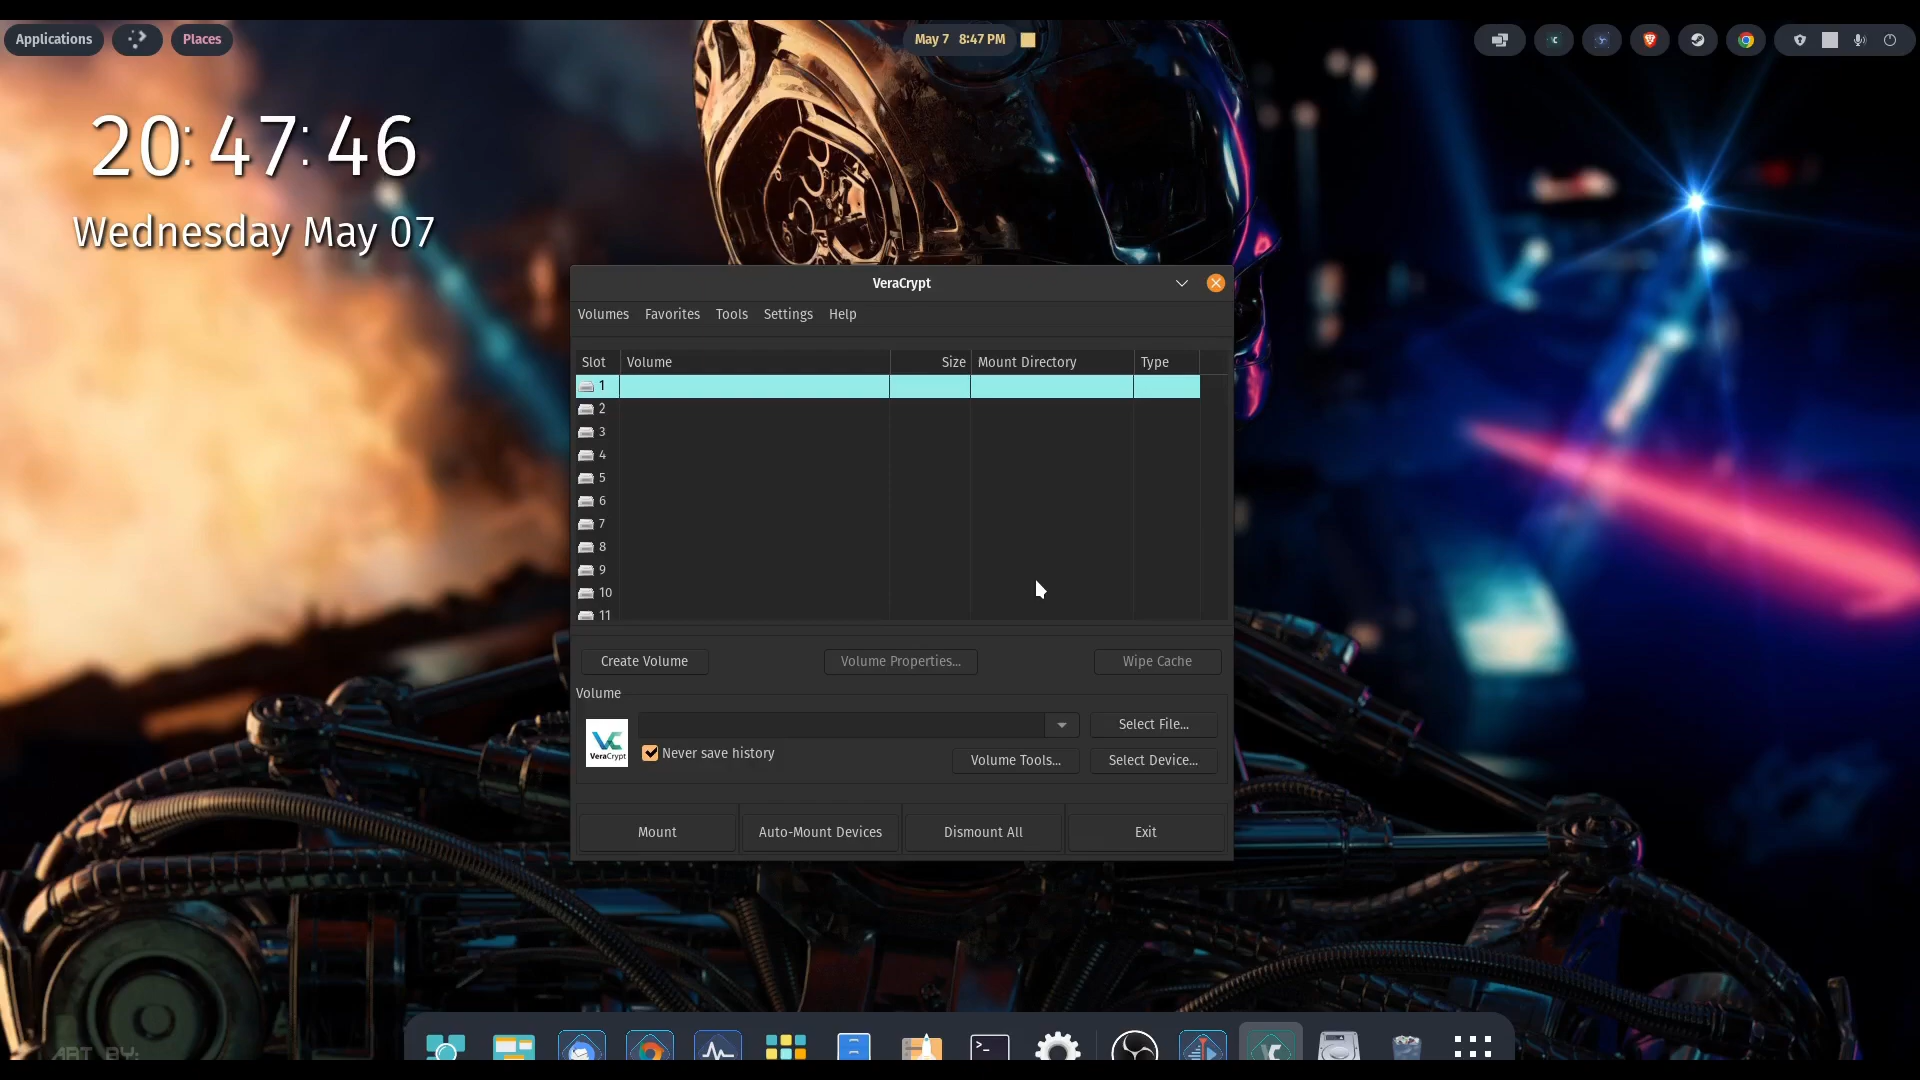 Applications
Places
May 7 8:47 PM
20:47:46
Wednesday May 07
VeraCrypt
Volumes Favorites Tools Settings Help
Slot Volume Size Mount Directory Type
1
2
3
4
5
6
7
8
9
10
11
Create Volume Volume Properties... Wipe Cache
Volume
Select File...
VeraCrypt
Never save history
Volume Tools... Select Device...
Mount Auto-Mount Devices Dismount All Exit
ART BY: